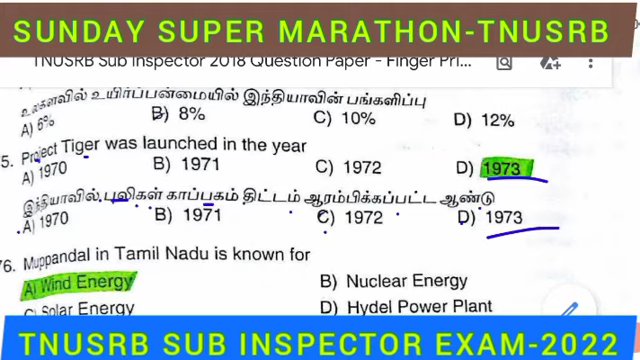 SUNDAY SUPER MARATHON-TNUSRB
TNUSRB Sub Inspector 2018 Question Paper - Finger Pri...
உலகளவில் உயிர்ப்பன்மையில் இந்தியாவின் பங்களிப்பு
A) 6% B) 8% C) 10% D) 12%
5. Project Tiger was launched in the year
A) 1970 B) 1971 C) 1972 D) 1973
இந்தியாவில் புலிகள் காப்பகம் திட்டம் ஆரம்பிக்கப்பட்ட ஆண்டு
A) 1970 B) 1971 C) 1972 D) 1973
76. Muppandal in Tamil Nadu is known for
A) Wind Energy B) Nuclear Energy
C) Solar Energy D) Hydel Power Plant
TNUSRB SUB INSPECTOR EXAM-2022